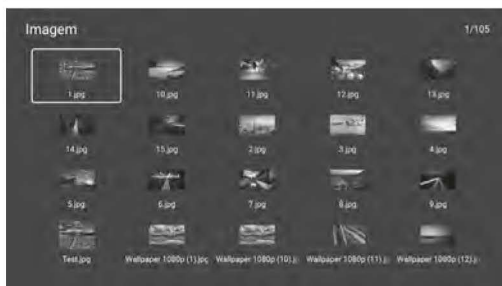 Imagem 1/105
1.jpg 10.jpg 11.jpg 12.jpg 13.jpg
14.jpg 15.jpg 2.jpg 3.jpg 4.jpg
5.jpg 6.jpg 7.jpg 8.jpg 9.jpg
Test.jpg Wallpaper 1080p (1).jpg Wallpaper 1080p (10).j Wallpaper 1080p (11).j Wallpaper 1080p (12).j